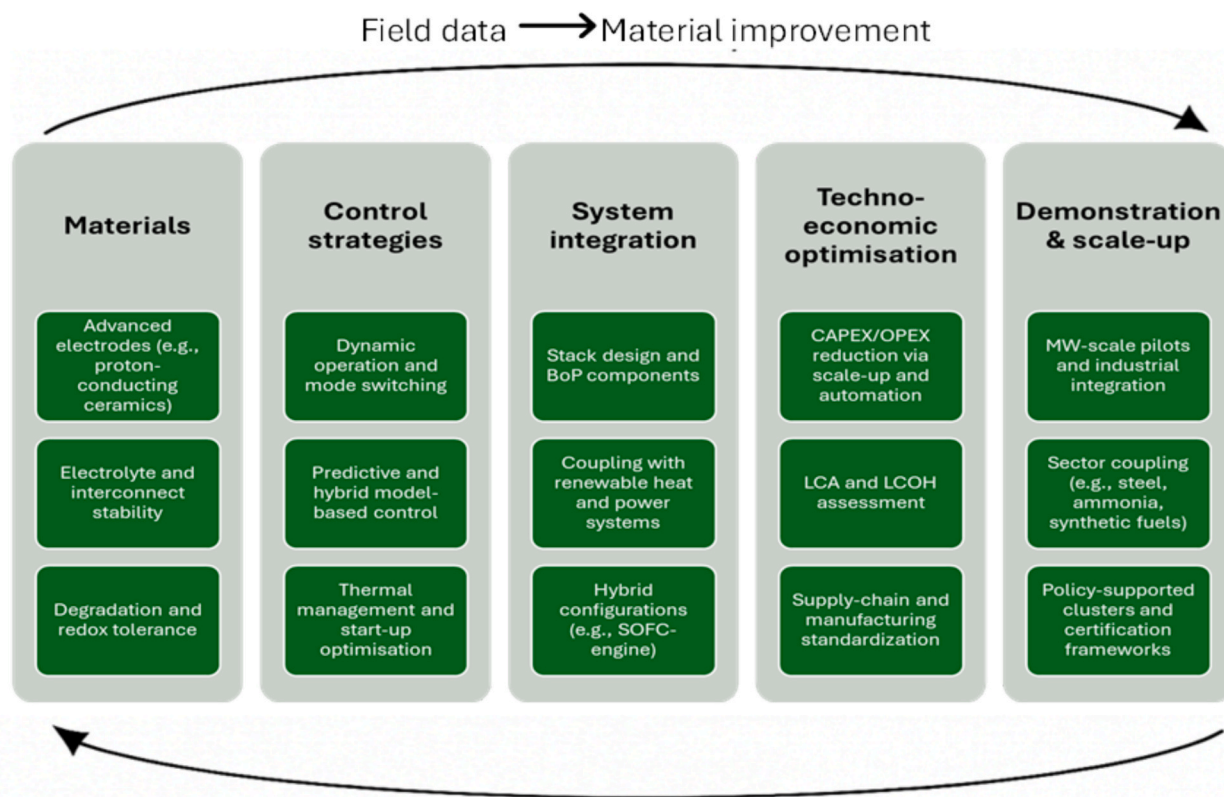 Field data → Material improvement
Materials
Advanced
electrodes (e.g.,
proton-
conducting
ceramics)
Electrolyte and
interconnect
stability
Degradation and
redox tolerance
Control
strategies
Dynamic
operation and
mode switching
Predictive and
hybrid model-
based control
Thermal
management and
start-up
optimisation
System
integration
Stack design and
BoP components
Coupling with
renewable heat
and power
systems
Hybrid
configurations
(e.g., SOFC-
engine)
Techno-
economic
optimisation
CAPEX/OPEX
reduction via
scale-up and
automation
LCA and LCOH
assessment
Supply-chain and
manufacturing
standardization
Demonstration
& scale-up
MW-scale pilots
and industrial
integration
Sector coupling
(e.g., steel,
ammonia,
synthetic fuels)
Policy-supported
clusters and
certification
frameworks